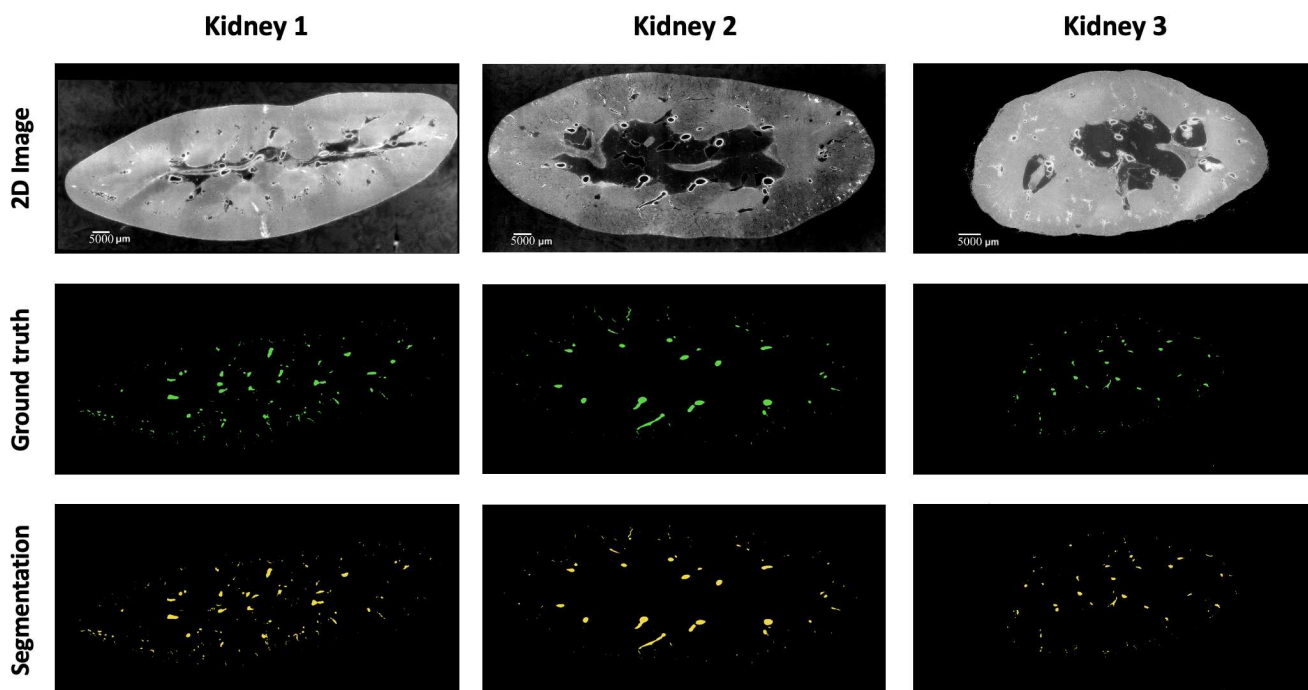 Kidney 1
Kidney 2
Kidney 3
2D Image
5000 µm
5000 µm
5000 µm
Ground truth
Segmentation